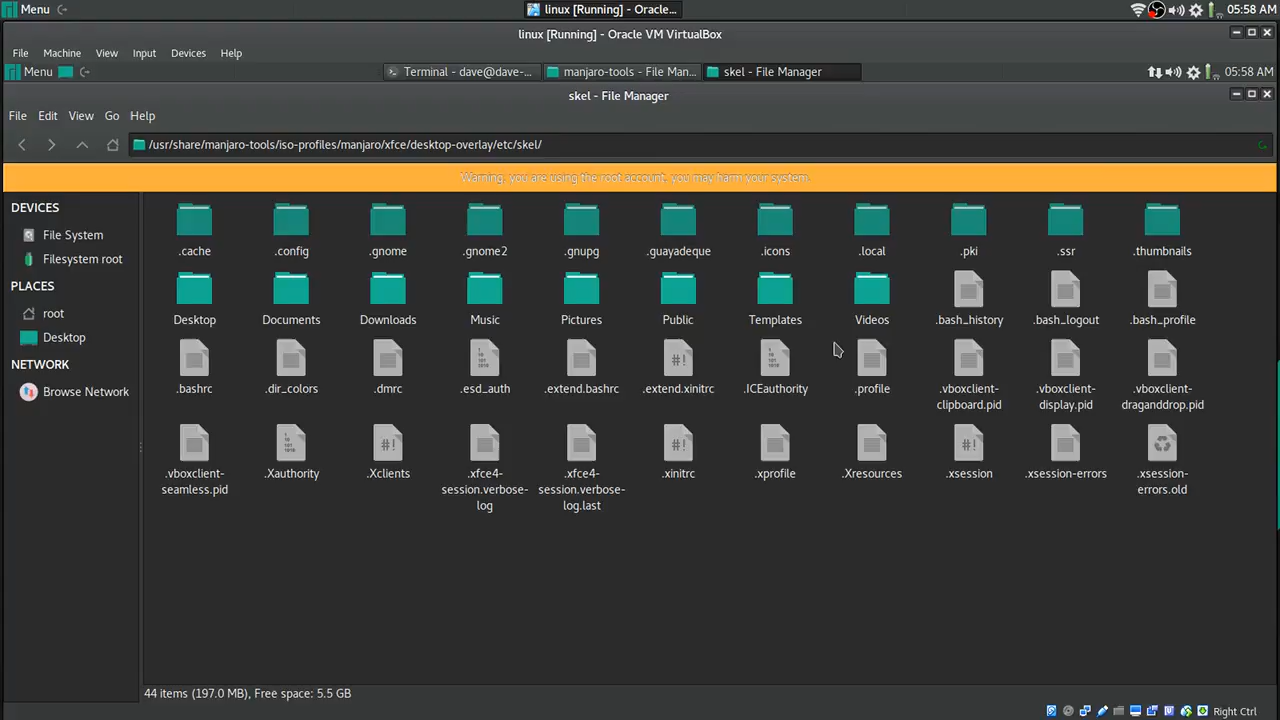 Menu
linux [Running] - Oracle...
05:58 AM
linux [Running] - Oracle VM VirtualBox
File Machine View Input Devices Help
Menu
Terminal - dave@dave-...
manjaro-tools - File Man...
skel - File Manager
05:58 AM
skel - File Manager
File Edit View Go Help
/usr/share/manjaro-tools/iso-profiles/manjaro/xfce/desktop-overlay/etc/skel/
Warning, you are using the root account, you may harm your system.
DEVICES
File System
Filesystem root
PLACES
root
Desktop
NETWORK
Browse Network
.cache .config .gnome .gnome2 .gnupg .guayadeque .icons .local .pki .ssr .thumbnails
Desktop Documents Downloads Music Pictures Public Templates Videos .bash_history .bash_logout .bash_profile
.bashrc .dir_colors .dmrc .esd_auth .extend.bashrc .extend.xinitrc .ICEauthority .profile .vboxclient- .vboxclient- .vboxclient-
clipboard.pid display.pid draganddrop.pid
.vboxclient- .Xauthority .Xclients .xfce4- .xfce4- .xinitrc .xprofile .Xresources .xsession .xsession-errors .xsession-
seamless.pid session.verbose- session.verbose- errors.old
log log.last
44 items (197.0 MB), Free space: 5.5 GB
Right Ctrl